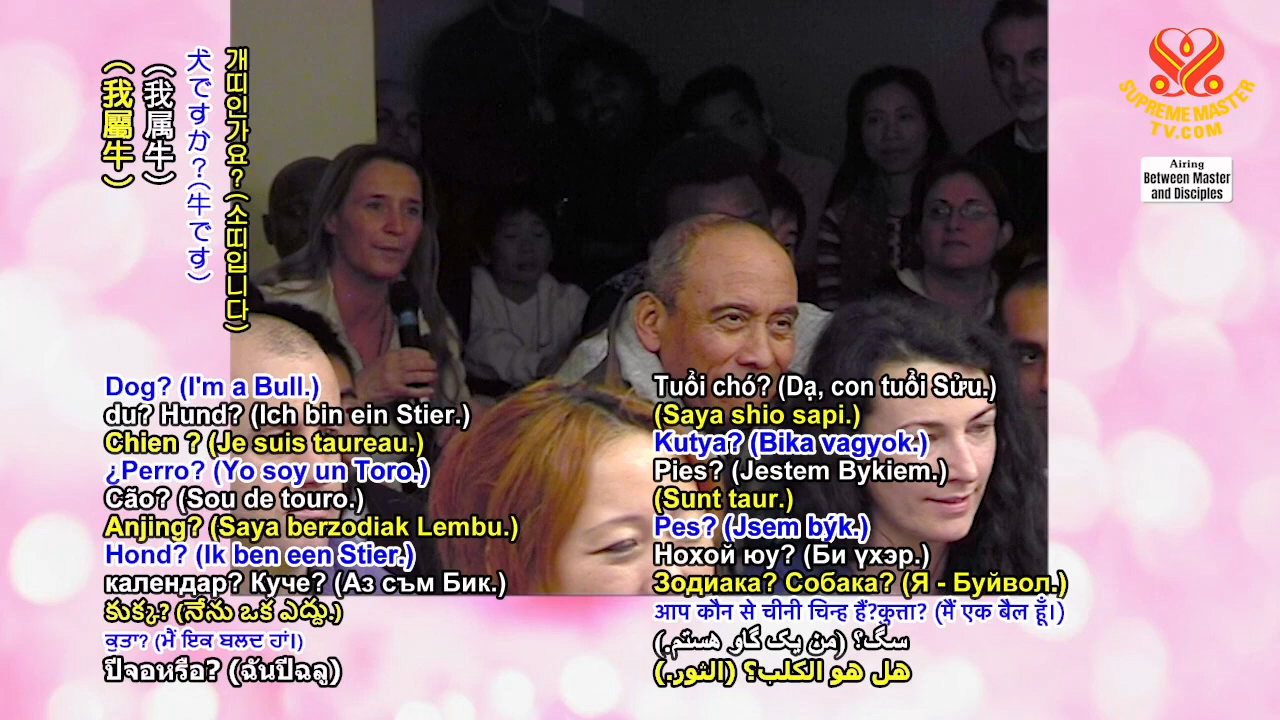 개띠인가요?(소띠입니다)
犬ですか?(牛です)
(我属牛)
(我屬牛)
SUPREME MASTER
TV.COM
Airing
Between Master
and Disciples
Dog? (I'm a Bull.)
du? Hund? (Ich bin ein Stier.)
Chien ? (Je suis taureau.)
¿Perro? (Yo soy un Toro.)
Cão? (Sou de touro.)
Anjing? (Saya berzodiak Lembu.)
Hond? (Ik ben een Stier.)
календар? Куче? (Аз съм Бик.)
కుక్క? (నేను ఒక ఎద్దు.)
ਕੁਤਾ? (ਮੈਂ ਇਕ ਬਲਦ ਹਾਂ।)
ปีจอหรือ? (ฉันปีฉลู)
Tuổi chó? (Dạ, con tuổi Sửu.)
(Saya shio sapi.)
Kutya? (Bika vagyok.)
Pies? (Jestem Bykiem.)
(Sunt taur.)
Pes? (Jsem býk.)
Нохой юу? (Би үхэр.)
Зодиака? Собака? (Я - Буйвол.)
आप कौन से चीनी चिन्ह हैं?कुत्ता? (मैं एक बैल हूँ।)
سگ؟ (من یک گاو هستم.)
هل هو الكلب؟ (الثور.)